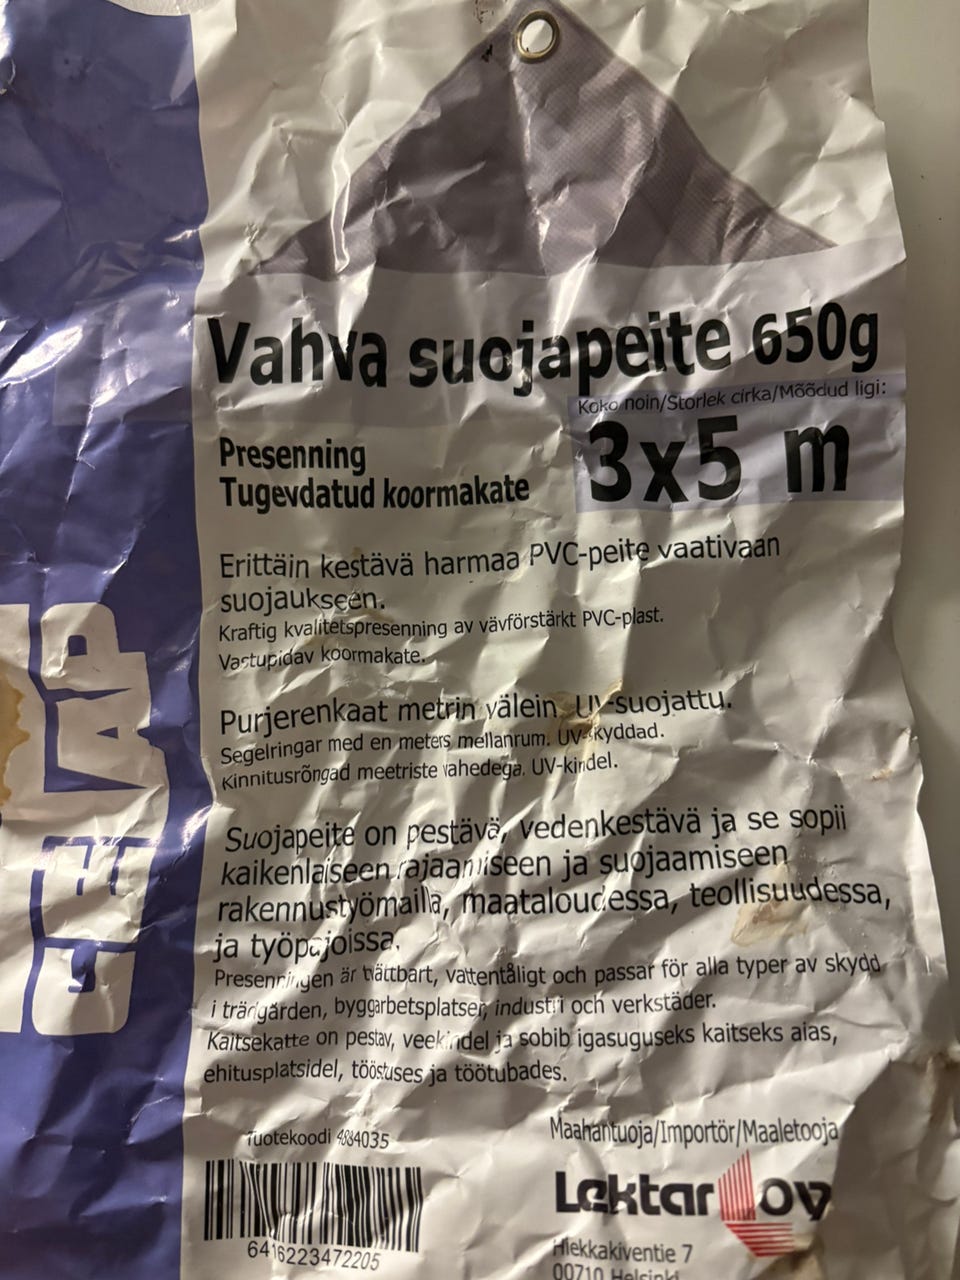 Vahva suojapeite 650g
Koko noin/Storlek cirka/Mõõdud ligi:
3x5 m
Presenning
Tugevdatud koormakate
Erittäin kestävä harmaa PVC-peite vaativaan
suojaukseen.
Kraftig kvalitetspresenning av vävförstärkt PVC-plast.
Vastupidav koormakate.
Purjerenkaat metrin välein. UV-suojattu.
Segelringar med en meters mellanrum. UV-skyddad.
Kinnitusrõngad meetriste vahedega. UV-kindel.
Suojapeite on pestävä, vedenkestävä ja se sopii
kaikenlaiseen rajaamiseen ja suojaamiseen
rakennustyömailla, maataloudessa, teollisuudessa,
ja työpajoissa.
Presenningen är tvättbart, vattentåligt och passar för alla typer av skydd
i trädgården, byggarbetsplatser, industri och verkstäder.
Kaitsekatte on pestav, veekindel ja sobib igasuguseks kaitseks aias,
ehitusplatsidel, tööstuses ja töötubades.
Tuotekoodi 4884035
6416223472205
Maahantuoja/Importör/Maaletooja
Lektar oy
Hiekkakiventie 7
00710 Helsinki